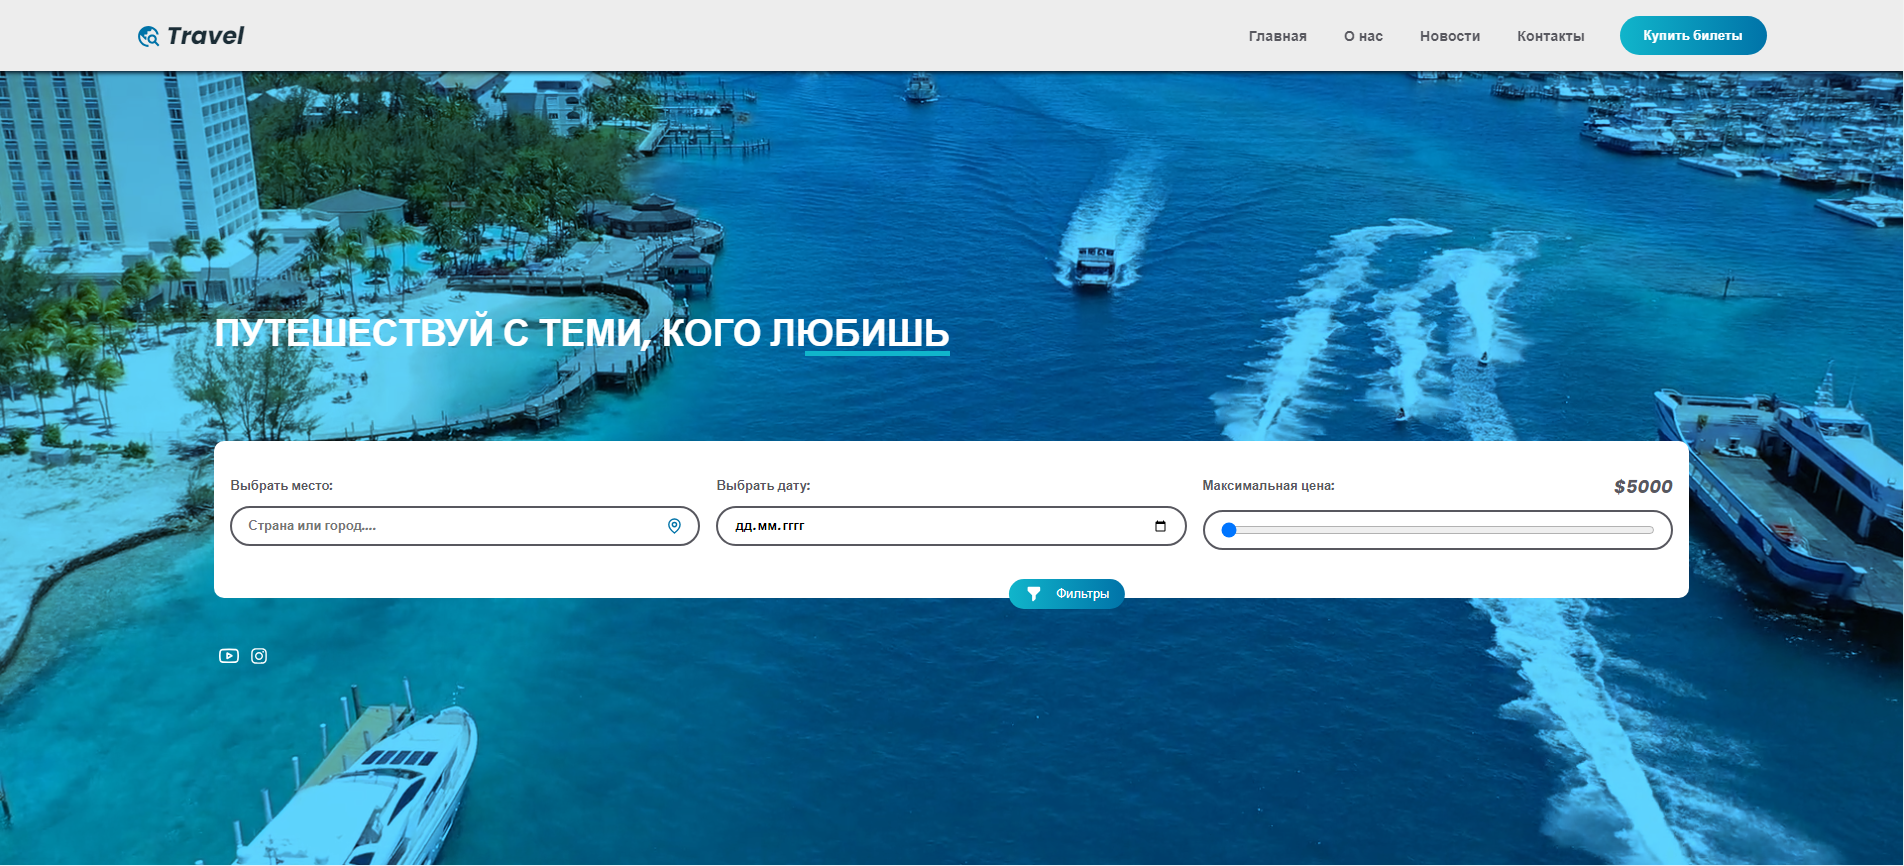 Travel
Главная
О нас
Новости
Контакты
Купить билеты
ПУТЕШЕСТВУЙ С ТЕМИ, КОГО ЛЮБИШЬ
Выбрать место:
Страна или город....
Выбрать дату:
дд.мм.гггг
Максимальная цена:
$5000
Фильтры